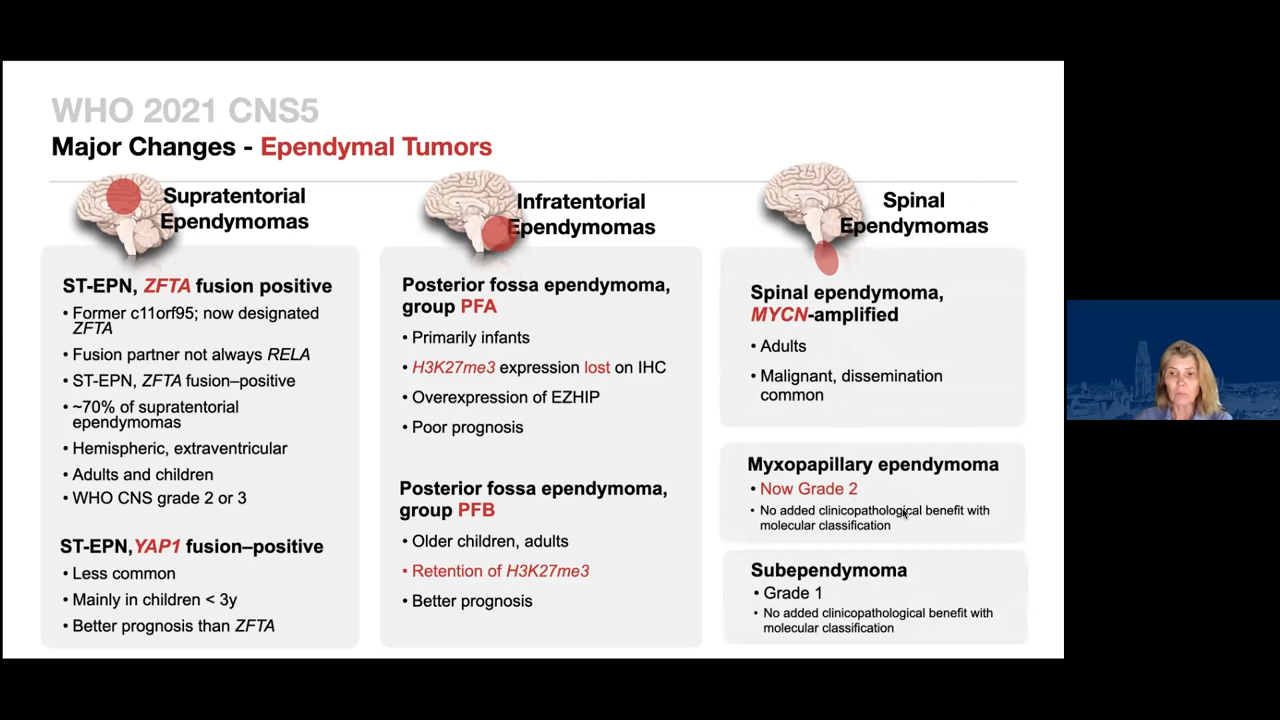 WHO 2021 CNS5
Major Changes - Ependymal Tumors
Supratentorial
Ependymomas
ST-EPN, ZFTA fusion positive
• Former c11orf95; now designated
ZFTA
• Fusion partner not always RELA
• ST-EPN, ZFTA fusion–positive
• ~70% of supratentorial
ependymomas
• Hemispheric, extraventricular
• Adults and children
• WHO CNS grade 2 or 3
ST-EPN,YAP1 fusion–positive
• Less common
• Mainly in children < 3y
• Better prognosis than ZFTA
Infratentorial
Ependymomas
Posterior fossa ependymoma,
group PFA
• Primarily infants
• H3K27me3 expression lost on IHC
• Overexpression of EZHIP
• Poor prognosis
Posterior fossa ependymoma,
group PFB
• Older children, adults
• Retention of H3K27me3
• Better prognosis
Spinal
Ependymomas
Spinal ependymoma,
MYCN-amplified
• Adults
• Malignant, dissemination
common
Myxopapillary ependymoma
• Now Grade 2
• No added clinicopathological benefit with
molecular classification
Subependymoma
• Grade 1
• No added clinicopathological benefit with
molecular classification